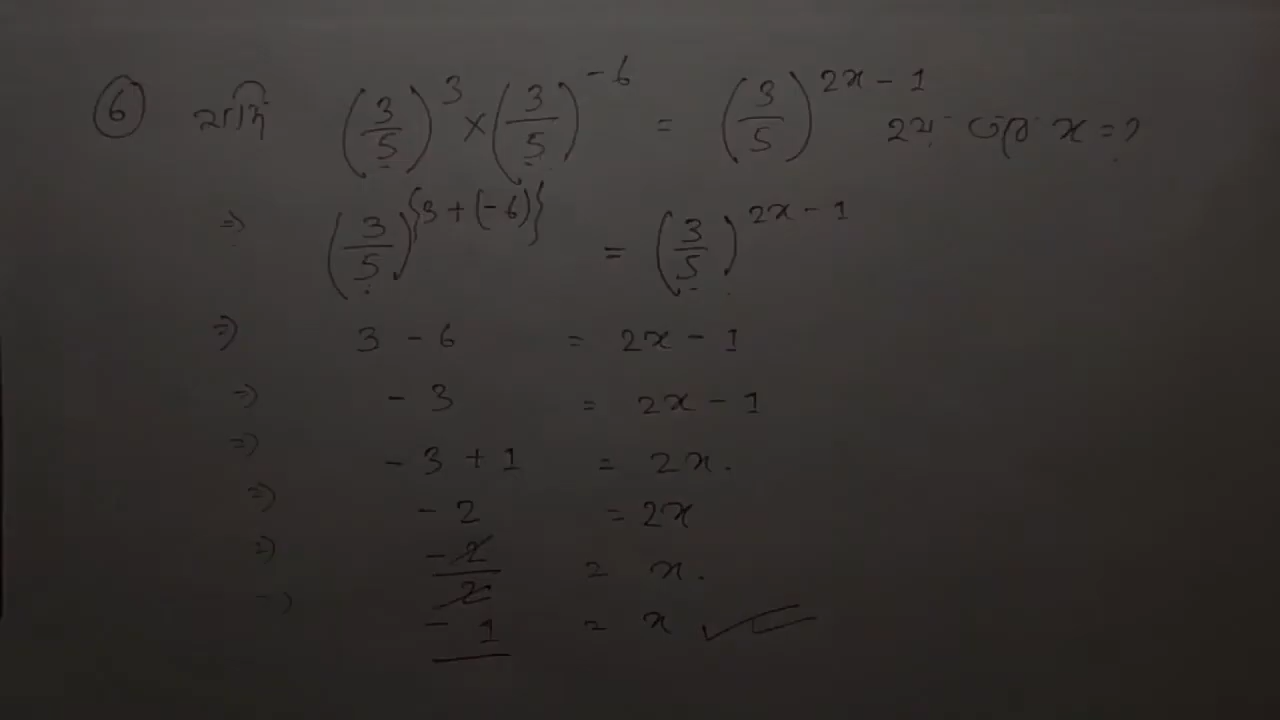 6 যদি (3/5)^3 × (3/5)^-6 = (3/5)^2x - 1 হয় তবে x = ?
⇒ (3/5)^{3 + (-6)} = (3/5)^2x - 1
⇒ 3 - 6 = 2x - 1
⇒ - 3 = 2x - 1
⇒ - 3 + 1 = 2x.
⇒ - 2 = 2x
⇒ - 2/2 = x.
⇒ - 1 = x